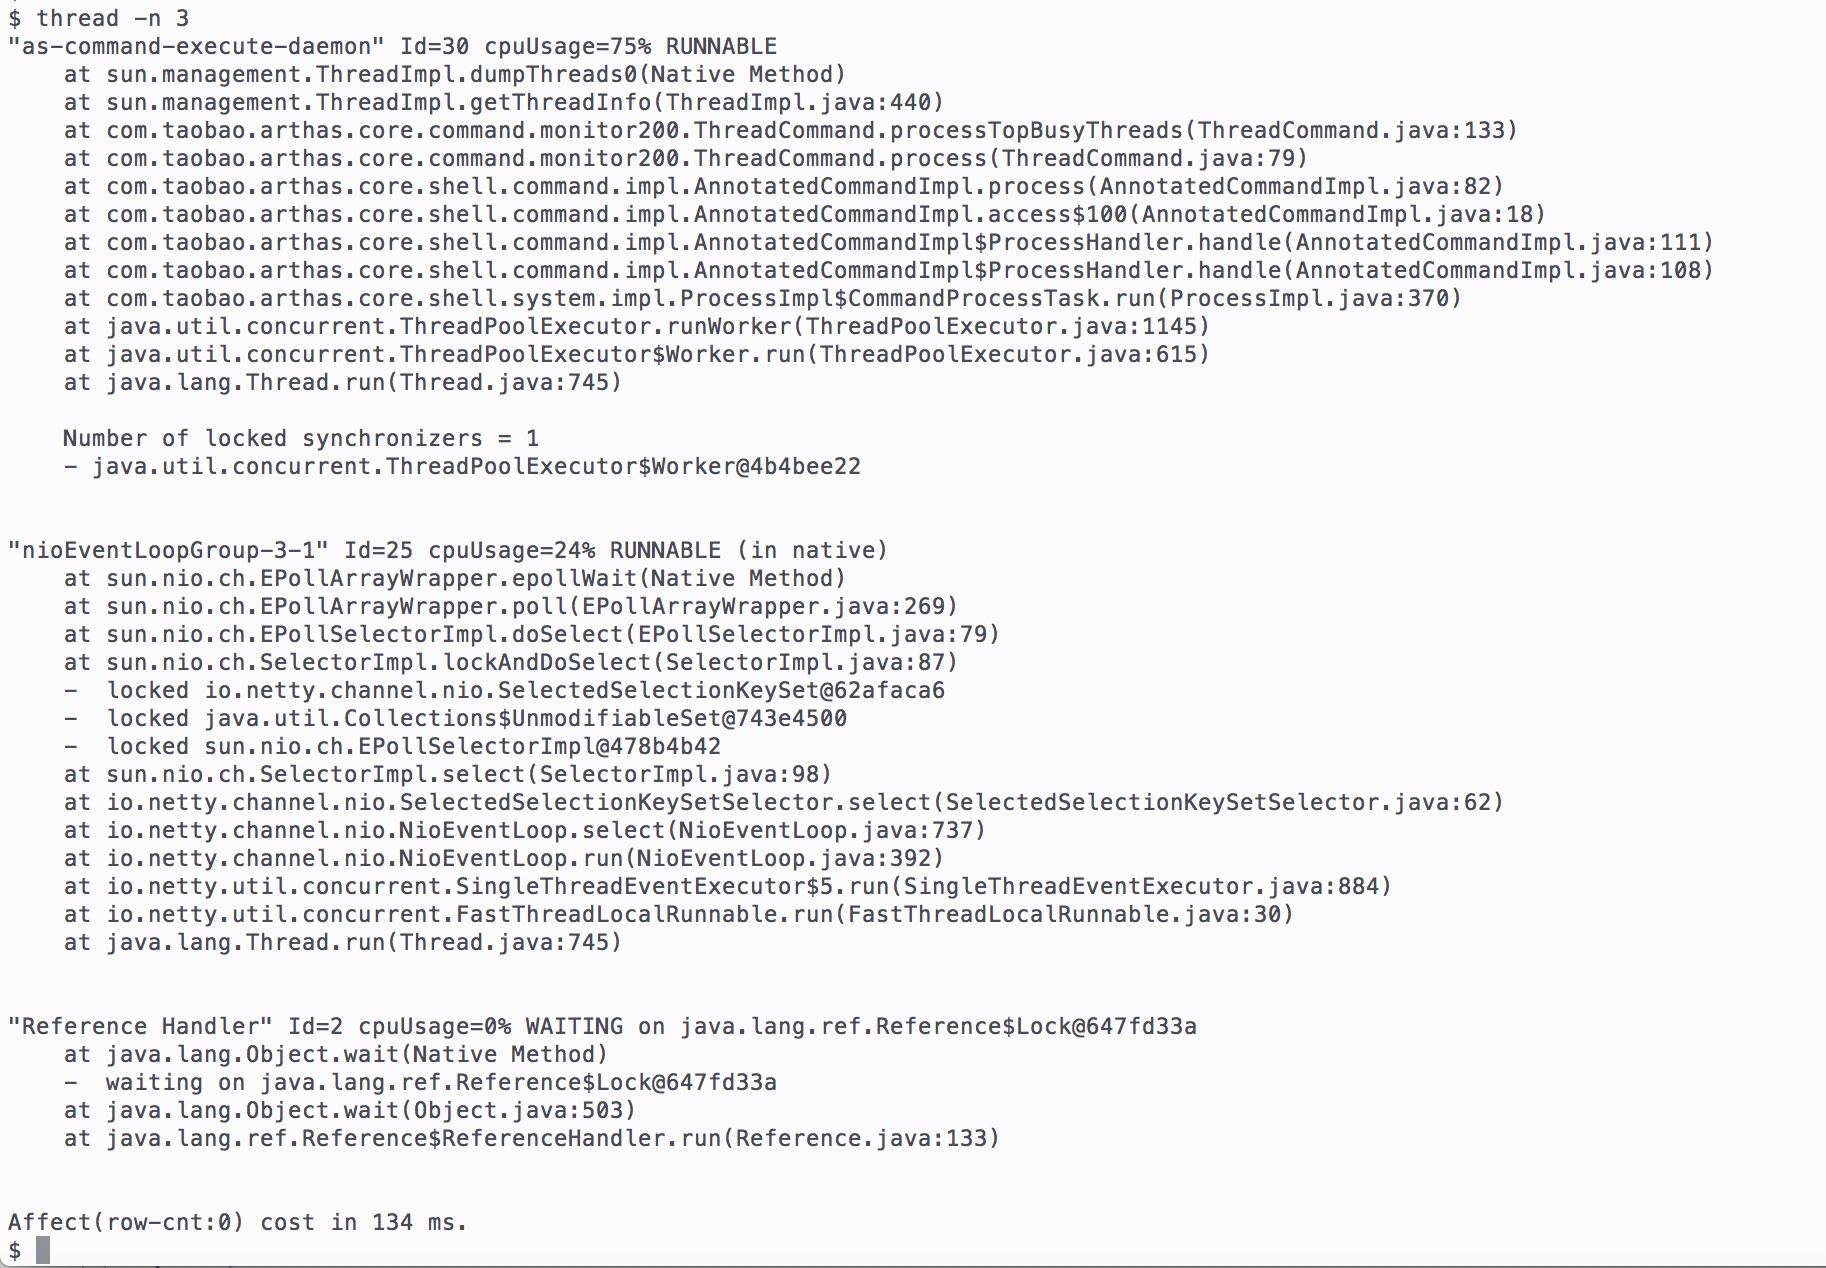 $ thread -n 3
"as-command-execute-daemon" Id=30 cpuUsage=75% RUNNABLE
    at sun.management.ThreadImpl.dumpThreads0(Native Method)
    at sun.management.ThreadImpl.getThreadInfo(ThreadImpl.java:440)
    at com.taobao.arthas.core.command.monitor200.ThreadCommand.processTopBusyThreads(ThreadCommand.java:133)
    at com.taobao.arthas.core.command.monitor200.ThreadCommand.process(ThreadCommand.java:79)
    at com.taobao.arthas.core.shell.command.impl.AnnotatedCommandImpl.process(AnnotatedCommandImpl.java:82)
    at com.taobao.arthas.core.shell.command.impl.AnnotatedCommandImpl.access$100(AnnotatedCommandImpl.java:18)
    at com.taobao.arthas.core.shell.command.impl.AnnotatedCommandImpl$ProcessHandler.handle(AnnotatedCommandImpl.java:111)
    at com.taobao.arthas.core.shell.command.impl.AnnotatedCommandImpl$ProcessHandler.handle(AnnotatedCommandImpl.java:108)
    at com.taobao.arthas.core.shell.system.impl.ProcessImpl$CommandProcessTask.run(ProcessImpl.java:370)
    at java.util.concurrent.ThreadPoolExecutor.runWorker(ThreadPoolExecutor.java:1145)
    at java.util.concurrent.ThreadPoolExecutor$Worker.run(ThreadPoolExecutor.java:615)
    at java.lang.Thread.run(Thread.java:745)

    Number of locked synchronizers = 1
    - java.util.concurrent.ThreadPoolExecutor$Worker@4b4bee22

"nioEventLoopGroup-3-1" Id=25 cpuUsage=24% RUNNABLE (in native)
    at sun.nio.ch.EPollArrayWrapper.epollWait(Native Method)
    at sun.nio.ch.EPollArrayWrapper.poll(EPollArrayWrapper.java:269)
    at sun.nio.ch.EPollSelectorImpl.doSelect(EPollSelectorImpl.java:79)
    at sun.nio.ch.SelectorImpl.lockAndDoSelect(SelectorImpl.java:87)
    -  locked io.netty.channel.nio.SelectedSelectionKeySet@62afaca6
    -  locked java.util.Collections$UnmodifiableSet@743e4500
    -  locked sun.nio.ch.EPollSelectorImpl@478b4b42
    at sun.nio.ch.SelectorImpl.select(SelectorImpl.java:98)
    at io.netty.channel.nio.SelectedSelectionKeySetSelector.select(SelectedSelectionKeySetSelector.java:62)
    at io.netty.channel.nio.NioEventLoop.select(NioEventLoop.java:737)
    at io.netty.channel.nio.NioEventLoop.run(NioEventLoop.java:392)
    at io.netty.util.concurrent.SingleThreadEventExecutor$5.run(SingleThreadEventExecutor.java:884)
    at io.netty.util.concurrent.FastThreadLocalRunnable.run(FastThreadLocalRunnable.java:30)
    at java.lang.Thread.run(Thread.java:745)

"Reference Handler" Id=2 cpuUsage=0% WAITING on java.lang.ref.Reference$Lock@647fd33a
    at java.lang.Object.wait(Native Method)
    -  waiting on java.lang.ref.Reference$Lock@647fd33a
    at java.lang.Object.wait(Object.java:503)
    at java.lang.ref.Reference$ReferenceHandler.run(Reference.java:133)

Affect(row-cnt:0) cost in 134 ms.
$